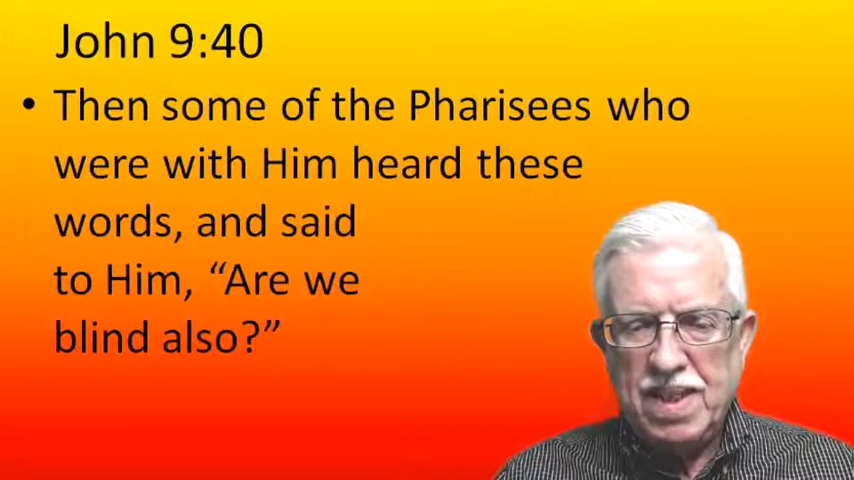 John 9:40
• Then some of the Pharisees who
were with Him heard these
words, and said
to Him, “Are we
blind also?”